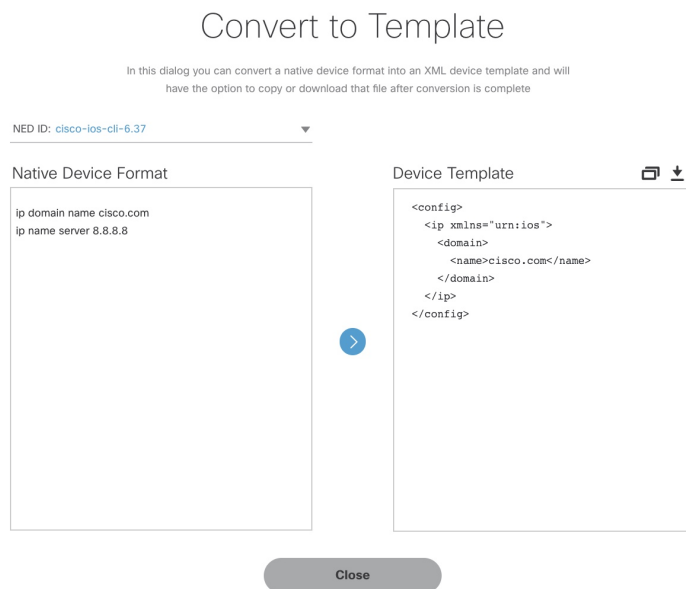 Convert to Template
In this dialog you can convert a native device format into an XML device template and will
have the option to copy or download that file after conversion is complete
NED ID: cisco-ios-cli-6.37
Native Device Format
ip domain name cisco.com
ip name server 8.8.8.8
Device Template
<config>
  <ip xmlns="urn:ios">
    <domain>
      <name>cisco.com</name>
    </domain>
  </ip>
</config>
Close